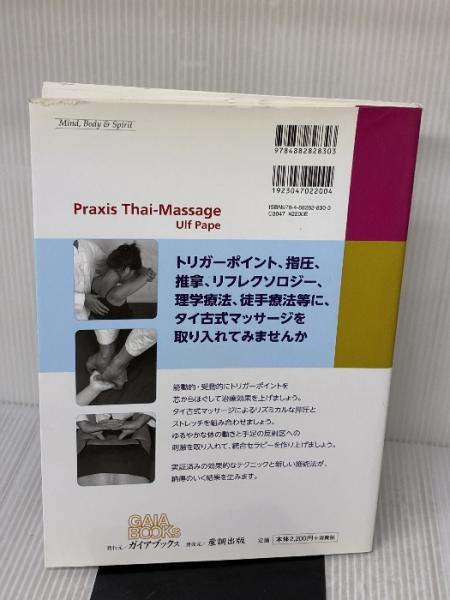 Mind, Body & Spirit
9784882828303
1923047022004
ISBN978-4-88282-830-3
C3047 ¥2200E
Praxis Thai-Massage
Ulf Pape
トリガーポイント、指圧、
推拿、リフレクソロジー、
理学療法、徒手療法等に、
タイ古式マッサージを
取り入れてみませんか
能動的・受動的にトリガーポイントを
芯からほぐして治療効果を上げましょう。
タイ古式マッサージによるリズミカルな押圧と
ストレッチを組み合わせましょう。
ゆるやかな体の動きと手足の反射区への
刺激を取り入れて、統合セラピーを作り上げましょう。
実証済みの効果的なテクニックと新しい施術法が、
納得のいく結果を生みます。
GAIA
BOOKS
発行元/ガイアブックス 発売元/産調出版 定価 本体2,200円+消費税